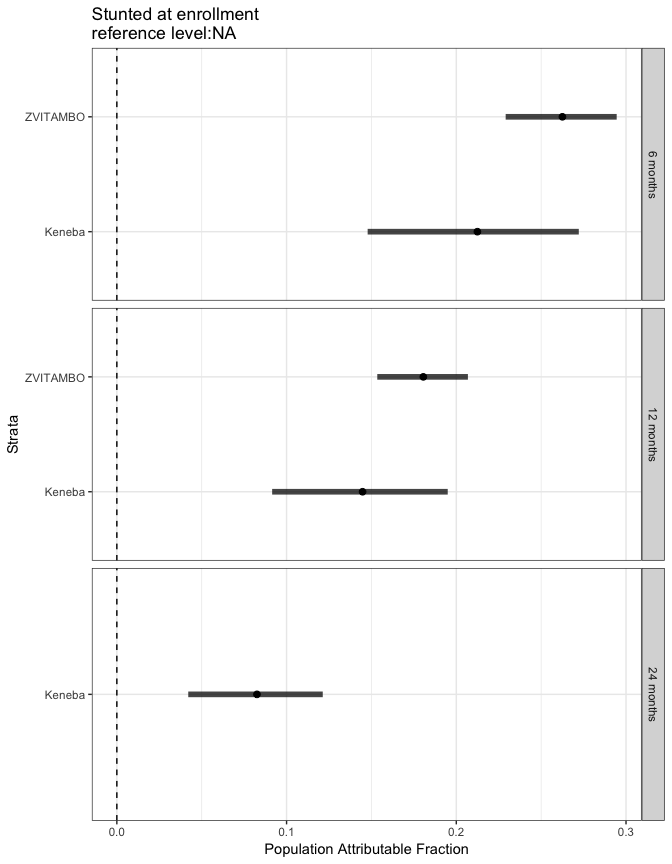 Stunted at enrollment
reference level:NA
ZVITAMBO
Keneba
6 months
ZVITAMBO
Keneba
12 months
Strata
Keneba
24 months
0.0
0.1
0.2
0.3
Population Attributable Fraction